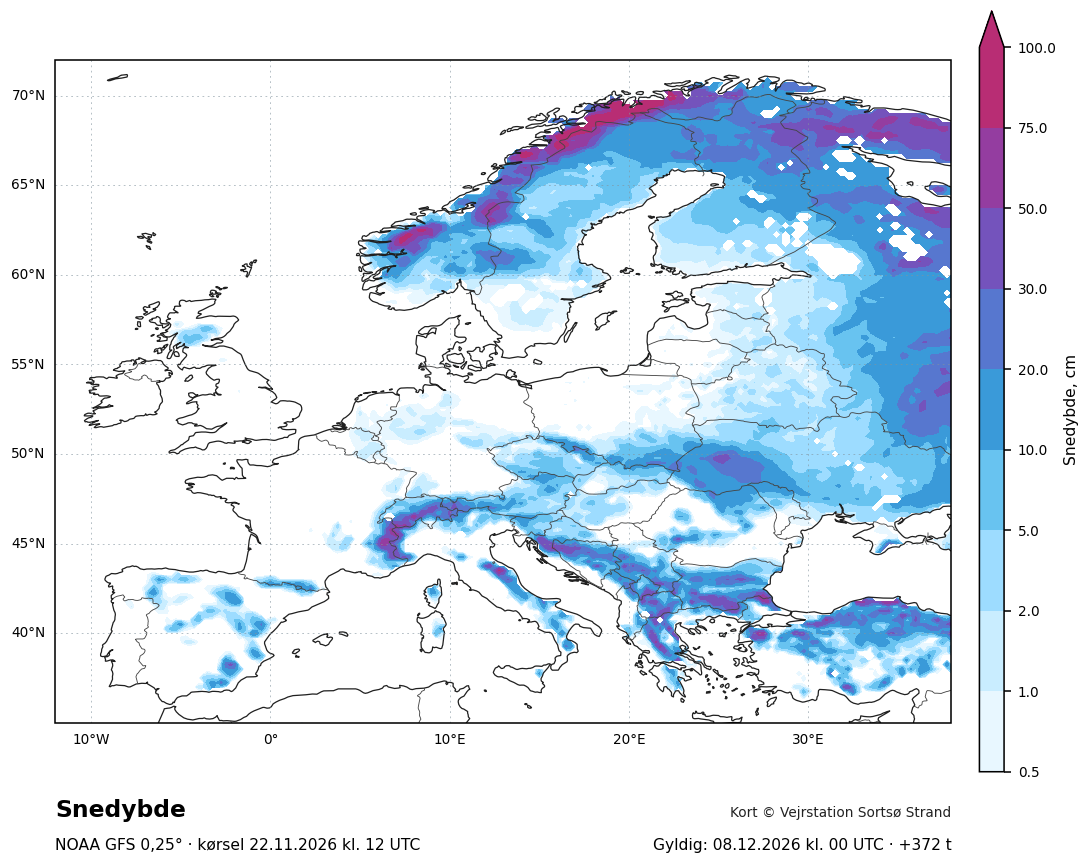 70°N
65°N
60°N
55°N
50°N
45°N
40°N
10°W
0°
10°E
20°E
30°E
100.0
75.0
50.0
30.0
20.0
10.0
5.0
2.0
1.0
0.5
Snedybde, cm
Snedybde
Kort © Vejrstation Sortsø Strand
NOAA GFS 0,25° · kørsel 22.11.2026 kl. 12 UTC
Gyldig: 08.12.2026 kl. 00 UTC · +372 t